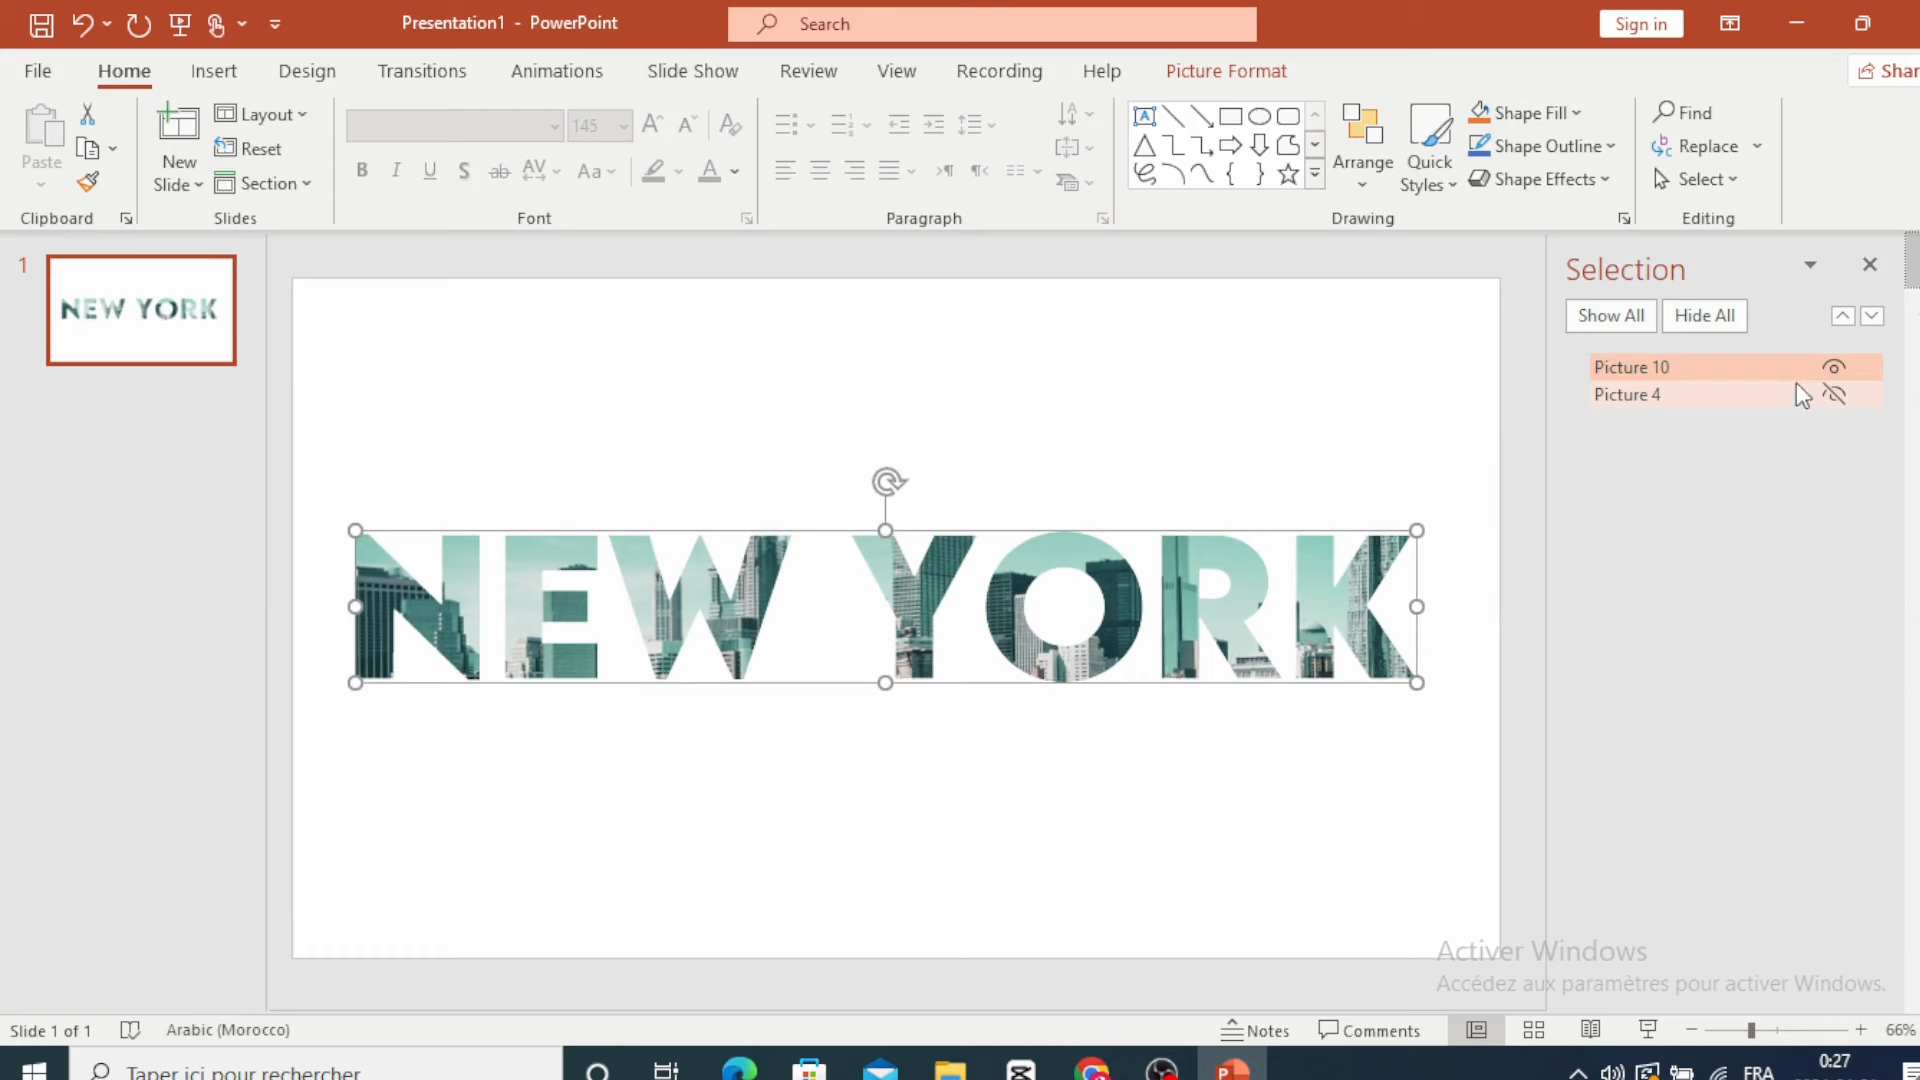 Presentation1 - PowerPoint
Search
Sign in
File Home Insert Design Transitions Animations Slide Show Review View Recording Help Picture Format Shar
Paste
New Slide
Layout
Reset
Section
145
B I U S ab AV Aa A
Arrange
Quick Styles
Shape Fill
Shape Outline
Shape Effects
Find
Replace
Select
Clipboard Slides Font Paragraph Drawing Editing
1
NEW YORK
NEW YORK
Selection
Show All Hide All
Picture 10
Picture 4
Activer Windows
Accédez aux paramètres pour activer Windows.
Slide 1 of 1 Arabic (Morocco) Notes Comments 66%
Taper ici pour rechercher
FRA
0:27